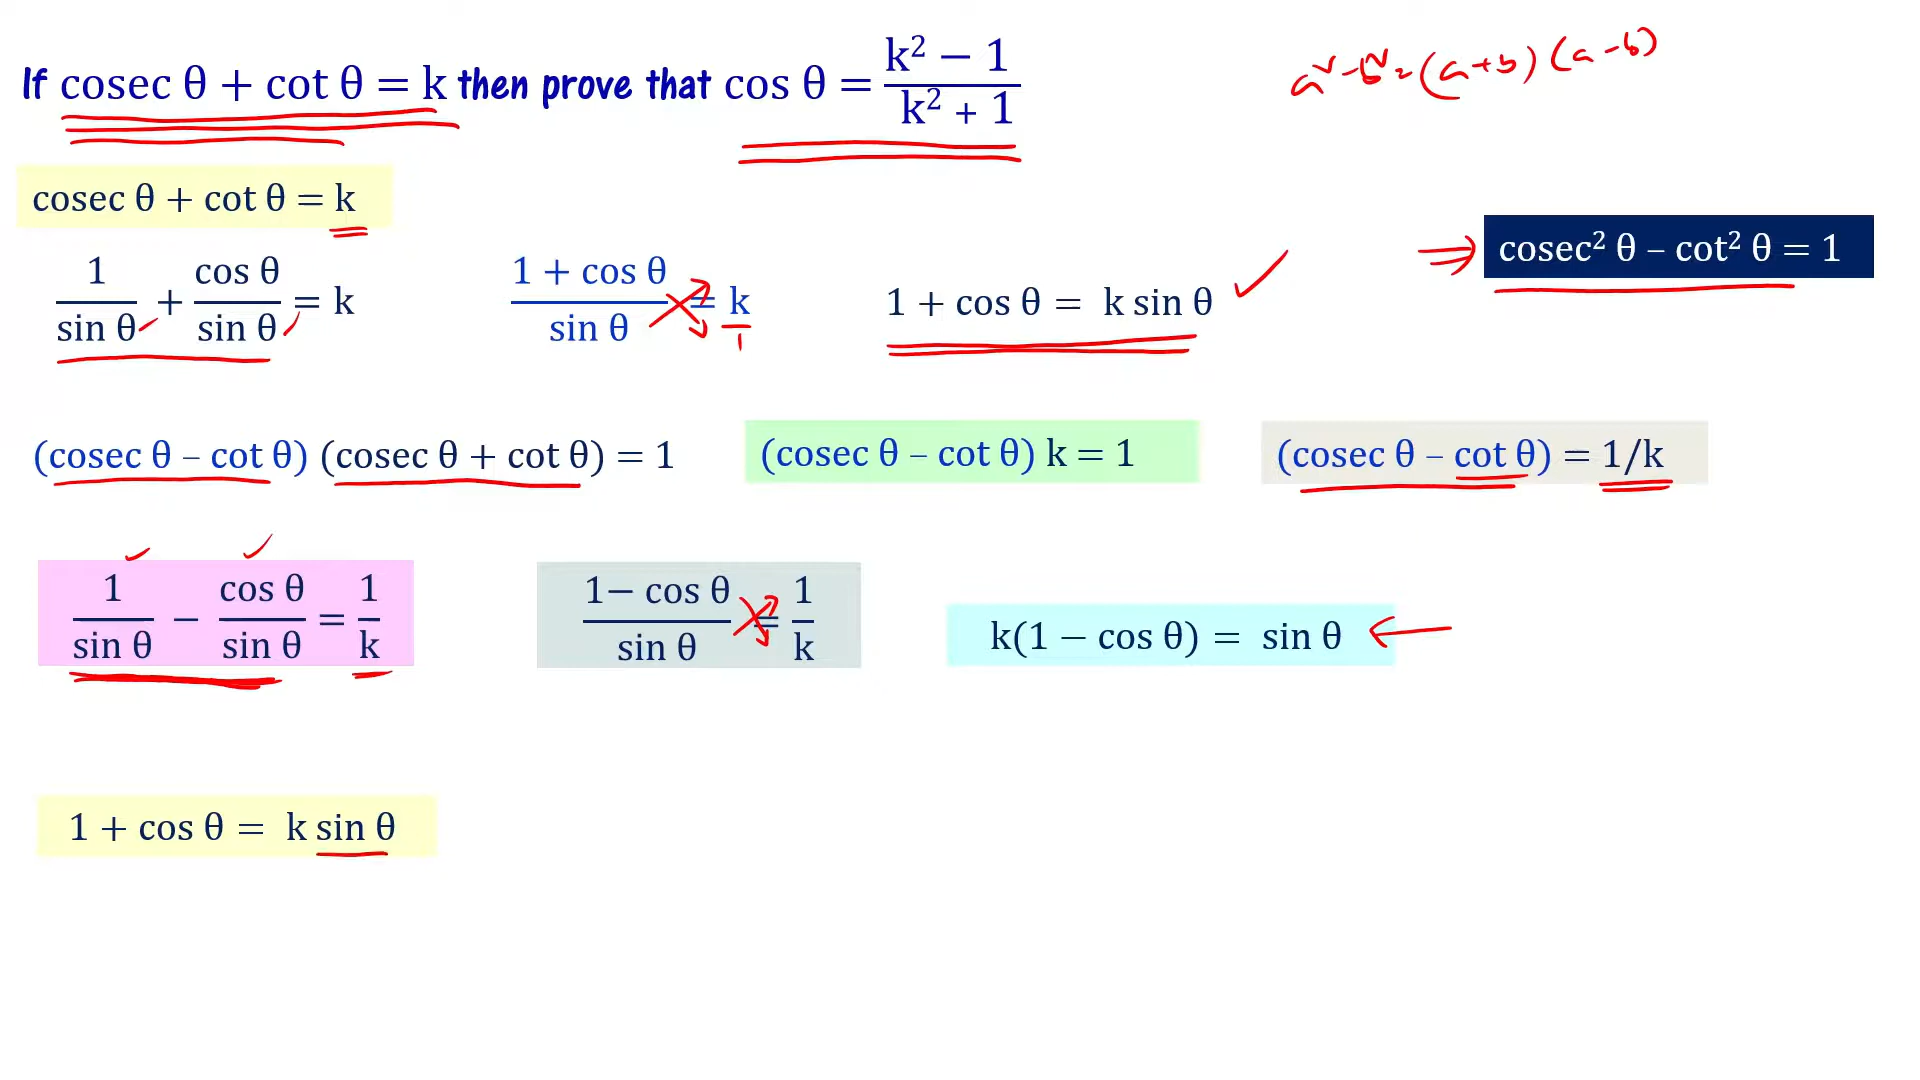 If cosec θ + cot θ = k then prove that cos θ = (k² − 1)/(k² + 1)
a² − b² = (a+b)(a−b)
cosec θ + cot θ = k
cosec² θ – cot² θ = 1
1/sin θ + cos θ/sin θ = k
(1 + cos θ)/sin θ = k/1
1 + cos θ = k sin θ
(cosec θ – cot θ) (cosec θ + cot θ) = 1
(cosec θ – cot θ) k = 1
(cosec θ – cot θ) = 1/k
1/sin θ − cos θ/sin θ = 1/k
(1− cos θ)/sin θ = 1/k
k(1 − cos θ) = sin θ
1 + cos θ = k sin θ